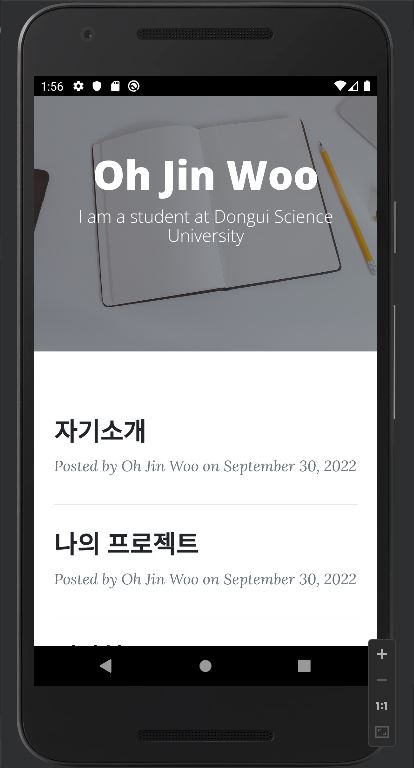 1:56
Oh Jin Woo
I am a student at Dongui Science
University
자기소개
Posted by Oh Jin Woo on September 30, 2022
나의 프로젝트
Posted by Oh Jin Woo on September 30, 2022
1:1